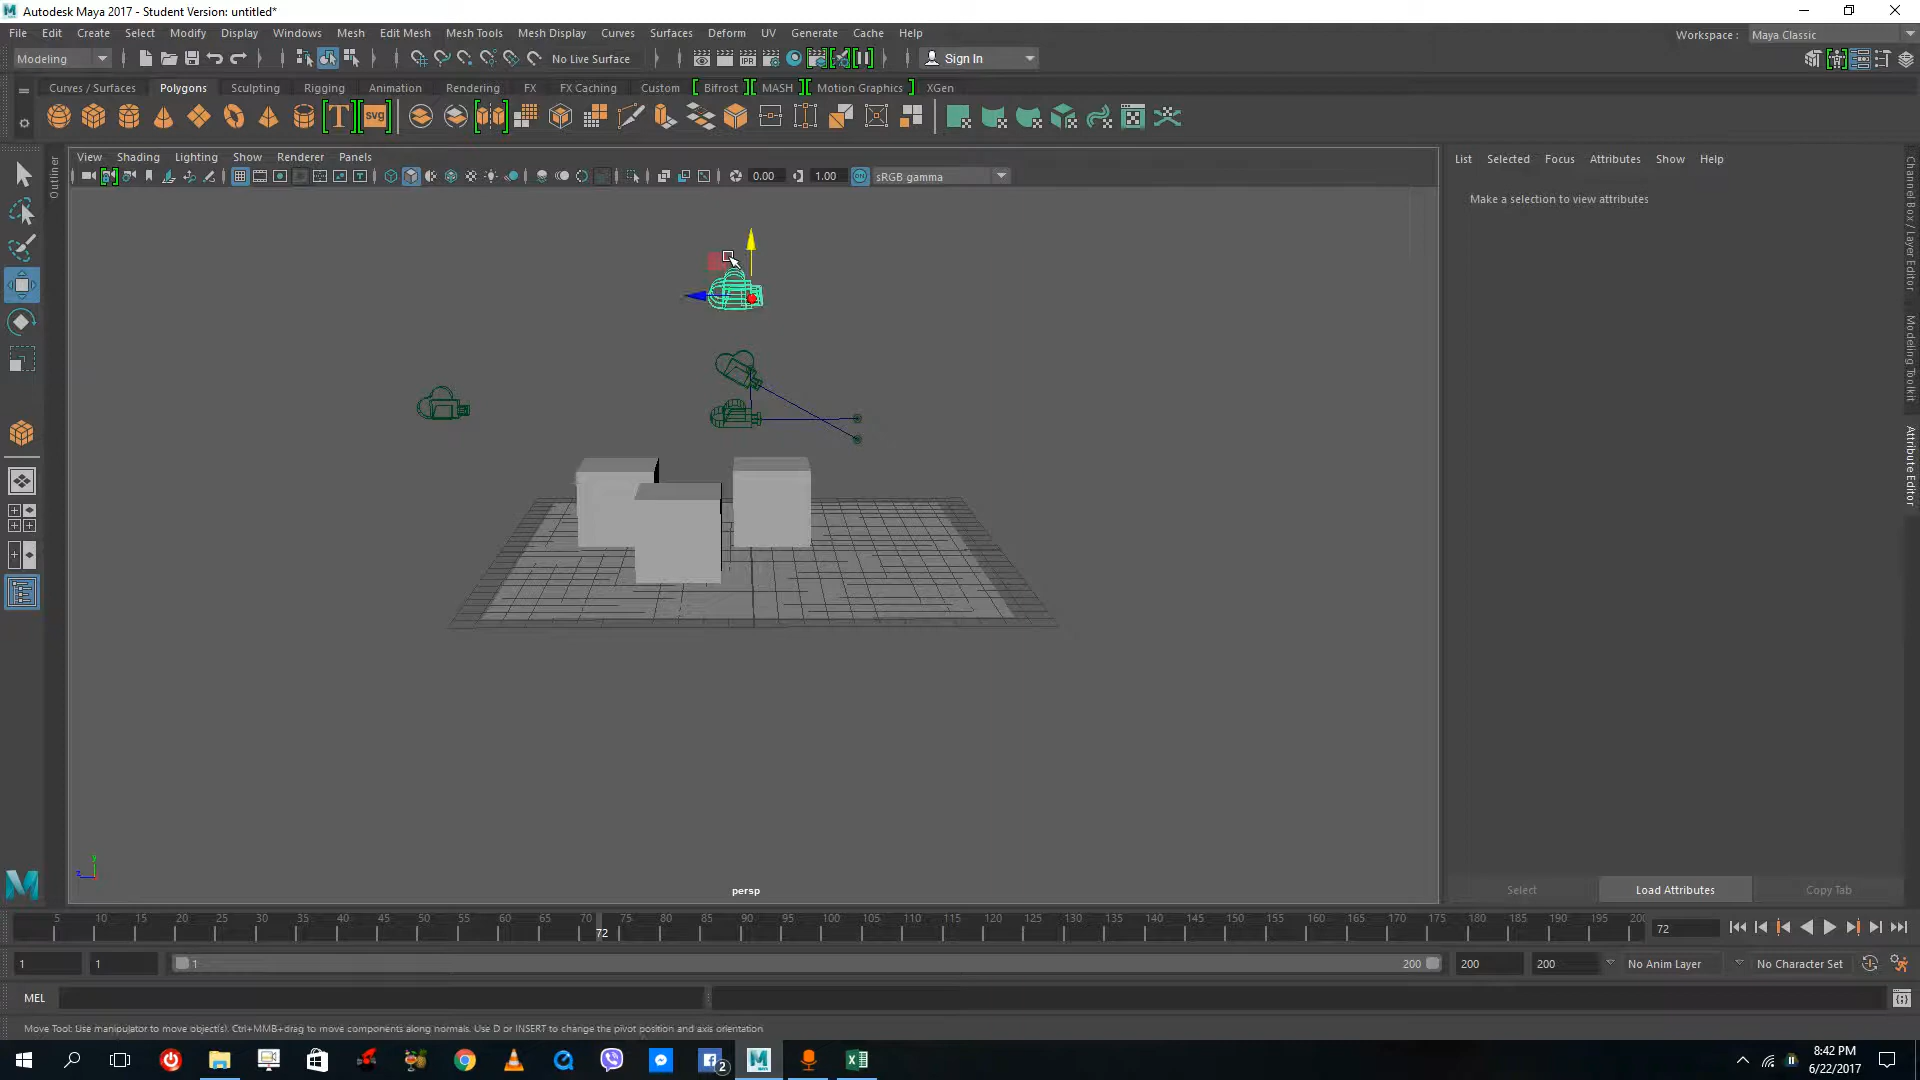 Autodesk Maya 2017 - Student Version: untitled*
File Edit Create Select Modify Display Windows Mesh Edit Mesh Mesh Tools Mesh Display Curves Surfaces Deform UV Generate Cache Help
Workspace : Maya Classic
Modeling No Live Surface Sign In
Curves / Surfaces Polygons Sculpting Rigging Animation Rendering FX FX Caching Custom Bifrost MASH Motion Graphics XGen
T svg
IPR
View Shading Lighting Show Renderer Panels
0.00 1.00 ON sRGB gamma
Outliner
List Selected Focus Attributes Show Help
Make a selection to view attributes
Channel Box / Layer Editor
Modeling Toolkit
Attribute Editor
y
z
persp
Select Load Attributes Copy Tab
5 10 15 20 25 30 35 40 45 50 55 60 65 70 75 80 85 90 95 100 105 110 115 120 125 130 135 140 145 150 155 160 165 170 175 180 185 190 195 200
72
72
1 1 1 200 200 200 No Anim Layer No Character Set
MEL
Move Tool: Use manipulator to move object(s). Ctrl+MMB+drag to move components along normals. Use D or INSERT to change the pivot position and axis orientation
2
8:42 PM
6/22/2017